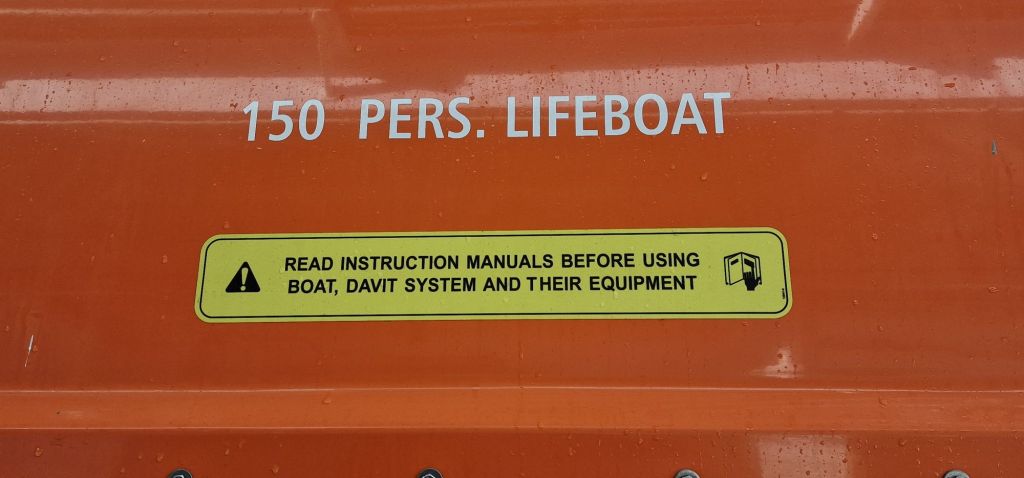 150 PERS. LIFEBOAT
READ INSTRUCTION MANUALS BEFORE USING
BOAT, DAVIT SYSTEM AND THEIR EQUIPMENT